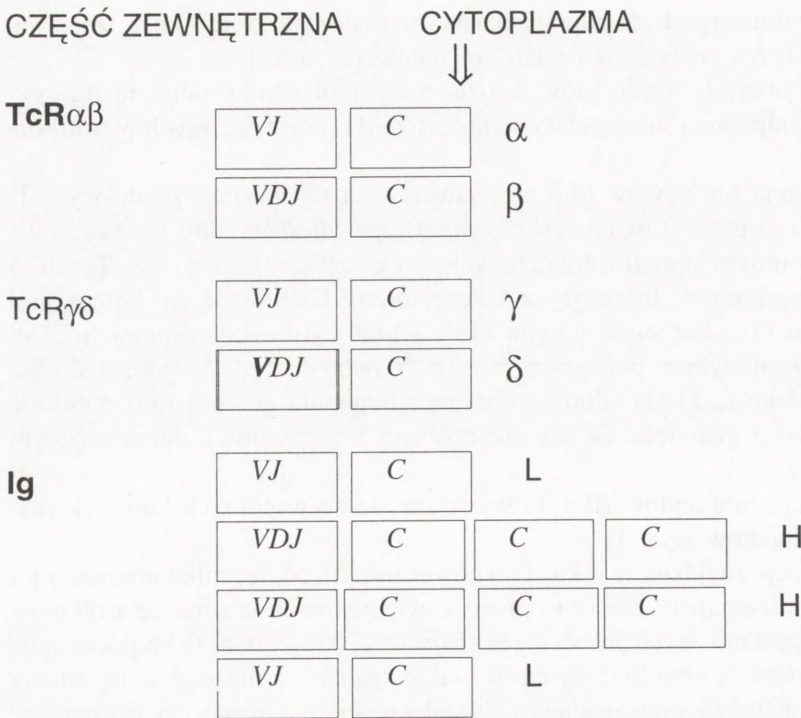 CZĘŚĆ ZEWNĘTRZNA CYTOPLAZMA
TcRαβ
VJ C α
VDJ C β
TcRγδ
VJ C γ
VDJ C δ
Ig
VJ C L
VDJ C C C H
VDJ C C C H
VJ C L